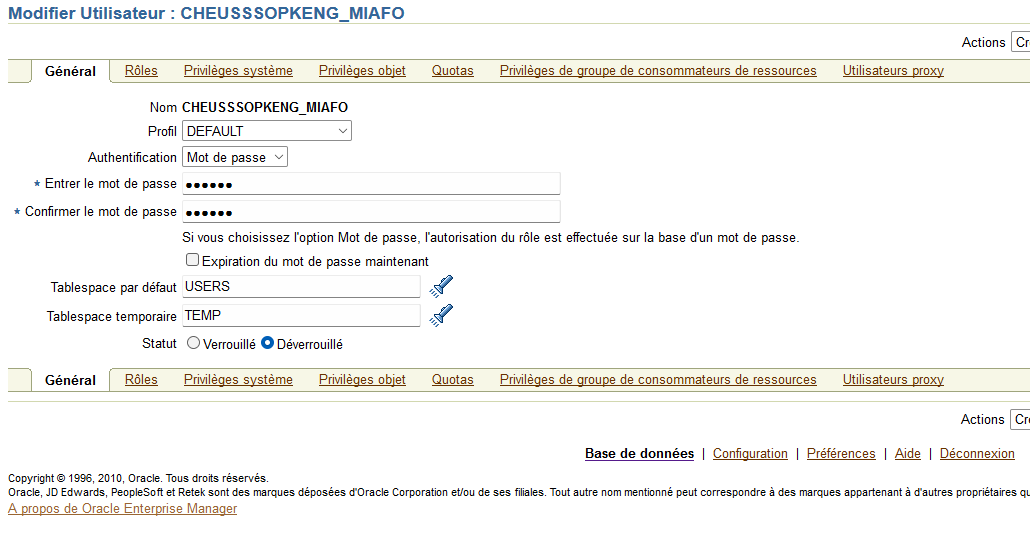 Modifier Utilisateur : CHEUSSSOPKENG_MIAFO
Actions Cr
Général Rôles Privilèges système Privilèges objet Quotas Privilèges de groupe de consommateurs de ressources Utilisateurs proxy
Nom CHEUSSSOPKENG_MIAFO
Profil DEFAULT
Authentification Mot de passe
* Entrer le mot de passe ••••••
* Confirmer le mot de passe ••••••
Si vous choisissez l'option Mot de passe, l'autorisation du rôle est effectuée sur la base d'un mot de passe.
Expiration du mot de passe maintenant
Tablespace par défaut USERS
Tablespace temporaire TEMP
Statut Verrouillé Déverrouillé
Général Rôles Privilèges système Privilèges objet Quotas Privilèges de groupe de consommateurs de ressources Utilisateurs proxy
Actions Cr
Base de données | Configuration | Préférences | Aide | Déconnexion
Copyright © 1996, 2010, Oracle. Tous droits réservés.
Oracle, JD Edwards, PeopleSoft et Retek sont des marques déposées d'Oracle Corporation et/ou de ses filiales. Tout autre nom mentionné peut correspondre à des marques appartenant à d'autres propriétaires qu
A propos de Oracle Enterprise Manager